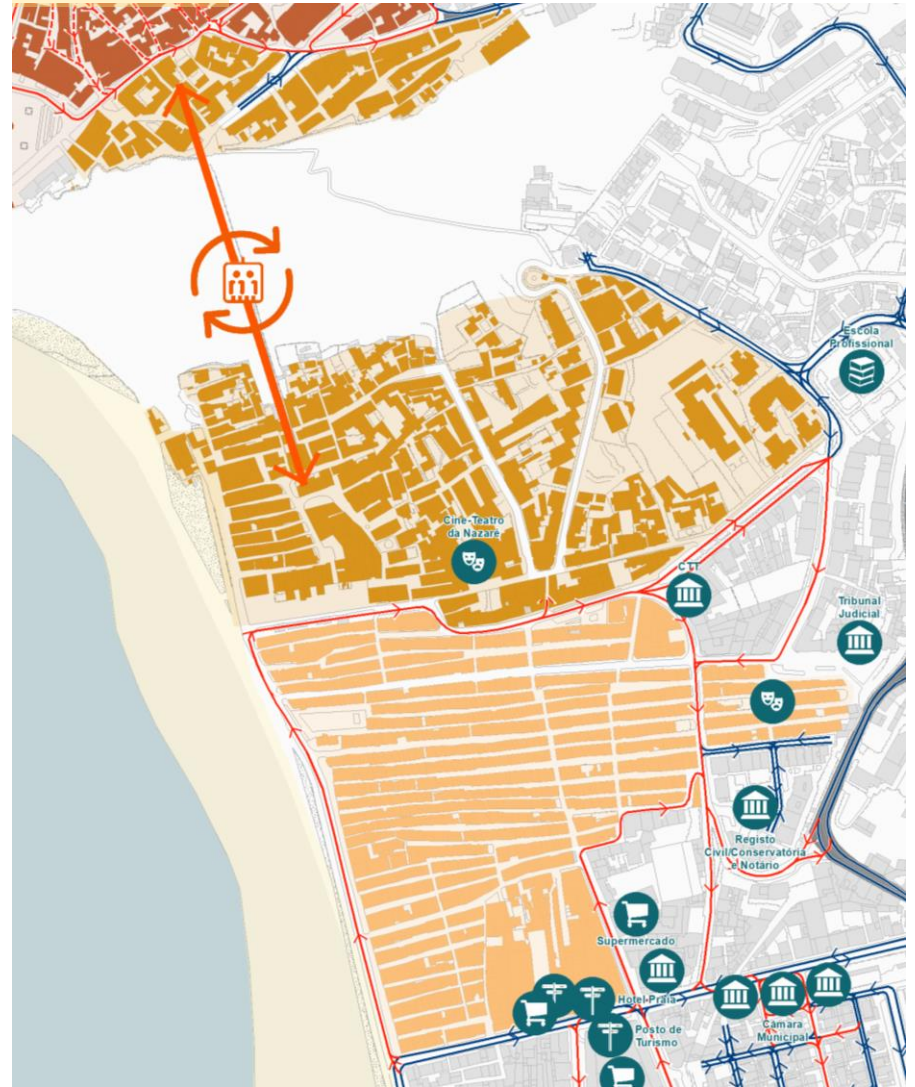 Escola
Profissional
Cine-Teatro
da Nazaré
CTT
Tribunal
Judicial
Registo
Civil/Conservatória
e Notário
Supermercado
Hotel Praia
Posto de
Turismo
Câmara
Municipal